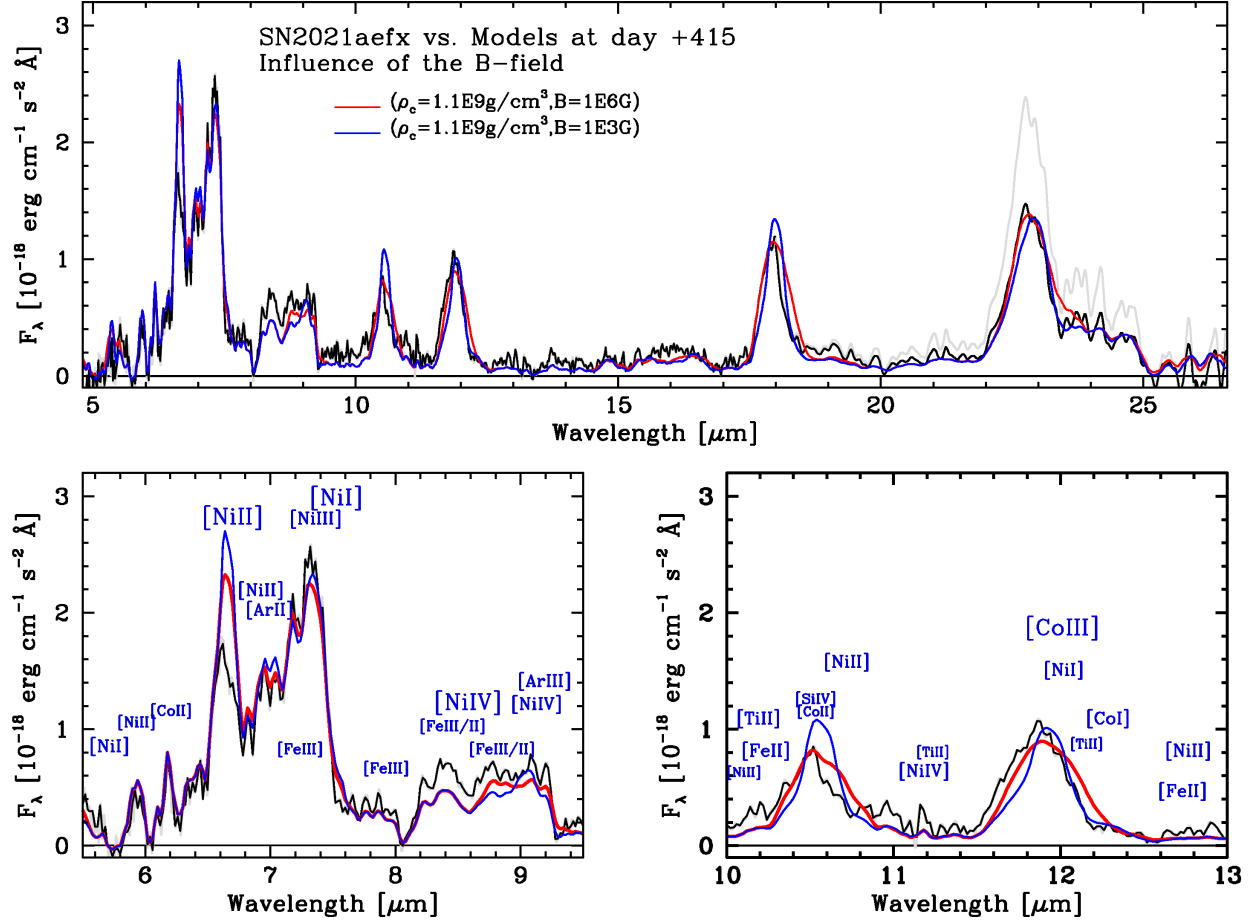 SN2021aefx vs. Models at day +415
Influence of the B-field
(ρc=1.1E9g/cm³,B=1E6G)
(ρc=1.1E9g/cm³,B=1E3G)
Fλ [10⁻¹⁸ erg cm⁻¹ s⁻² Å]
3
2
1
0
5
10
15
20
25
Wavelength [μm]
Fλ [10⁻¹⁸ erg cm⁻¹ s⁻² Å]
3
2
1
0
[NiI]
[NiII]
[NiIII]
[NiII]
[ArII]
[ArIII]
[NiIV]
[NiIV]
[CoII]
[NiII]
[FeIII/II]
[NiI]
[FeIII]
[FeIII/II]
[FeIII]
6
7
8
9
Wavelength [μm]
Fλ [10⁻¹⁸ erg cm⁻¹ s⁻² Å]
3
2
1
0
[CoIII]
[NiII]
[NiI]
[SiIV]
[CoII]
[TiII]
[CoI]
[FeII]
[TiII]
[TiII]
[NiII]
[NiII]
[NiIV]
[FeII]
10
11
12
13
Wavelength [μm]